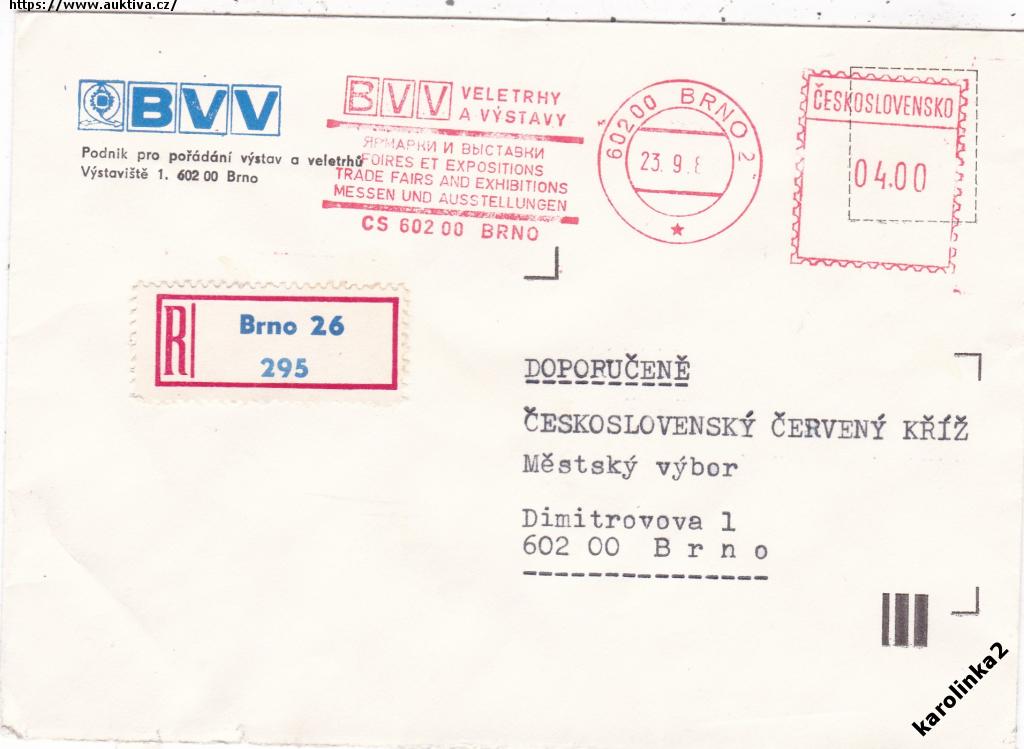 https://www.auktiva.cz/
BVV
Podnik pro pořádání výstav a veletrhů
Výstaviště 1. 602 00 Brno
BVV VELETRHY
A VÝSTAVY
ЯРМАРКИ И ВЫСТАВКИ
FOIRES ET EXPOSITIONS
TRADE FAIRS AND EXHIBITIONS
MESSEN UND AUSSTELLUNGEN
CS 602 00 BRNO
602 00 BRNO 2
23. 9. 8
ČESKOSLOVENSKO
04.00
R
Brno 26
295
DOPORUČENĚ
ČESKOSLOVENSKÝ ČERVENÝ KŘÍŽ
Městský výbor
Dimitrovova 1
602 00 B r n o
karolinka2